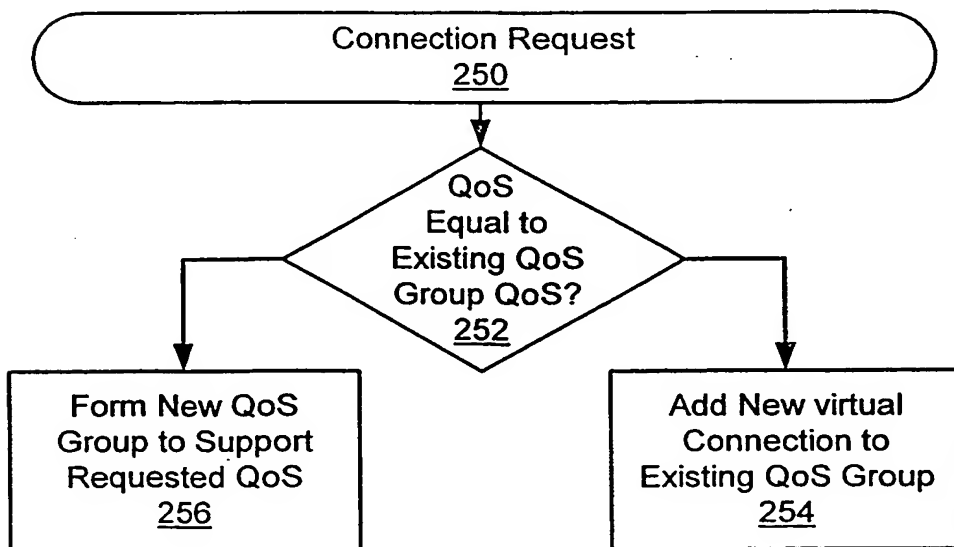 Connection Request
250
QoS
Equal to
Existing QoS
Group QoS?
252
Form New QoS
Group to Support
Requested QoS
256
Add New virtual
Connection to
Existing QoS Group
254